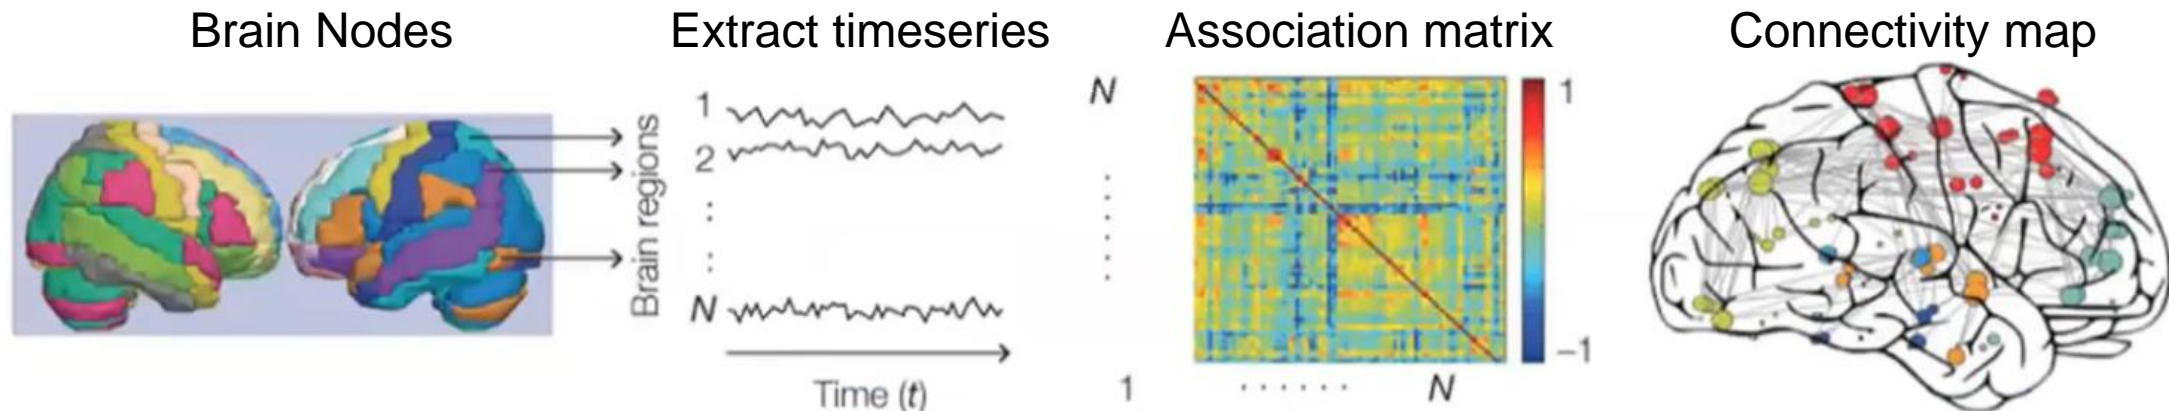 Brain Nodes
Extract timeseries
Association matrix
Connectivity map
Brain regions
1
2
:
:
N
Time (t)
N
. . . . . .
1
. . . . . .
N
1
–1